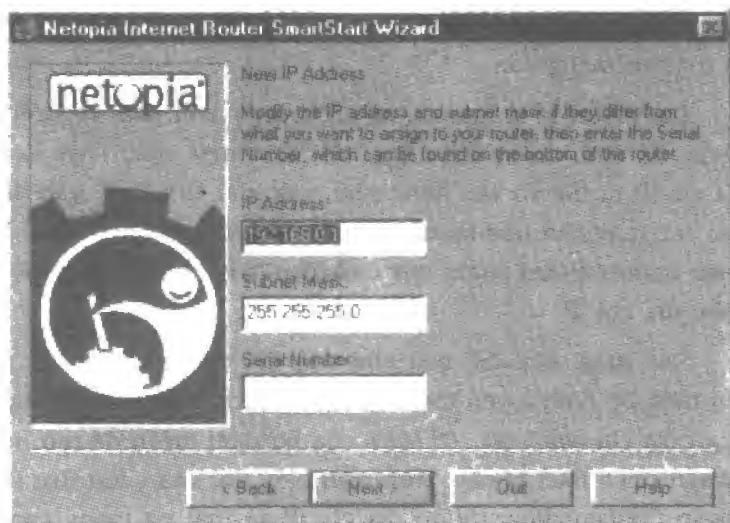 Netopia Internet Router SmartStart Wizard
netopia
New IP Address
Modify the IP address and subnet mask if they differ from
what you want to assign to your router, then enter the Serial
Number, which can be found on the bottom of the router.
IP Address:
192.168.0.1
Subnet Mask:
255.255.255.0
Serial Number:
< Back
Next >
Quit
Help